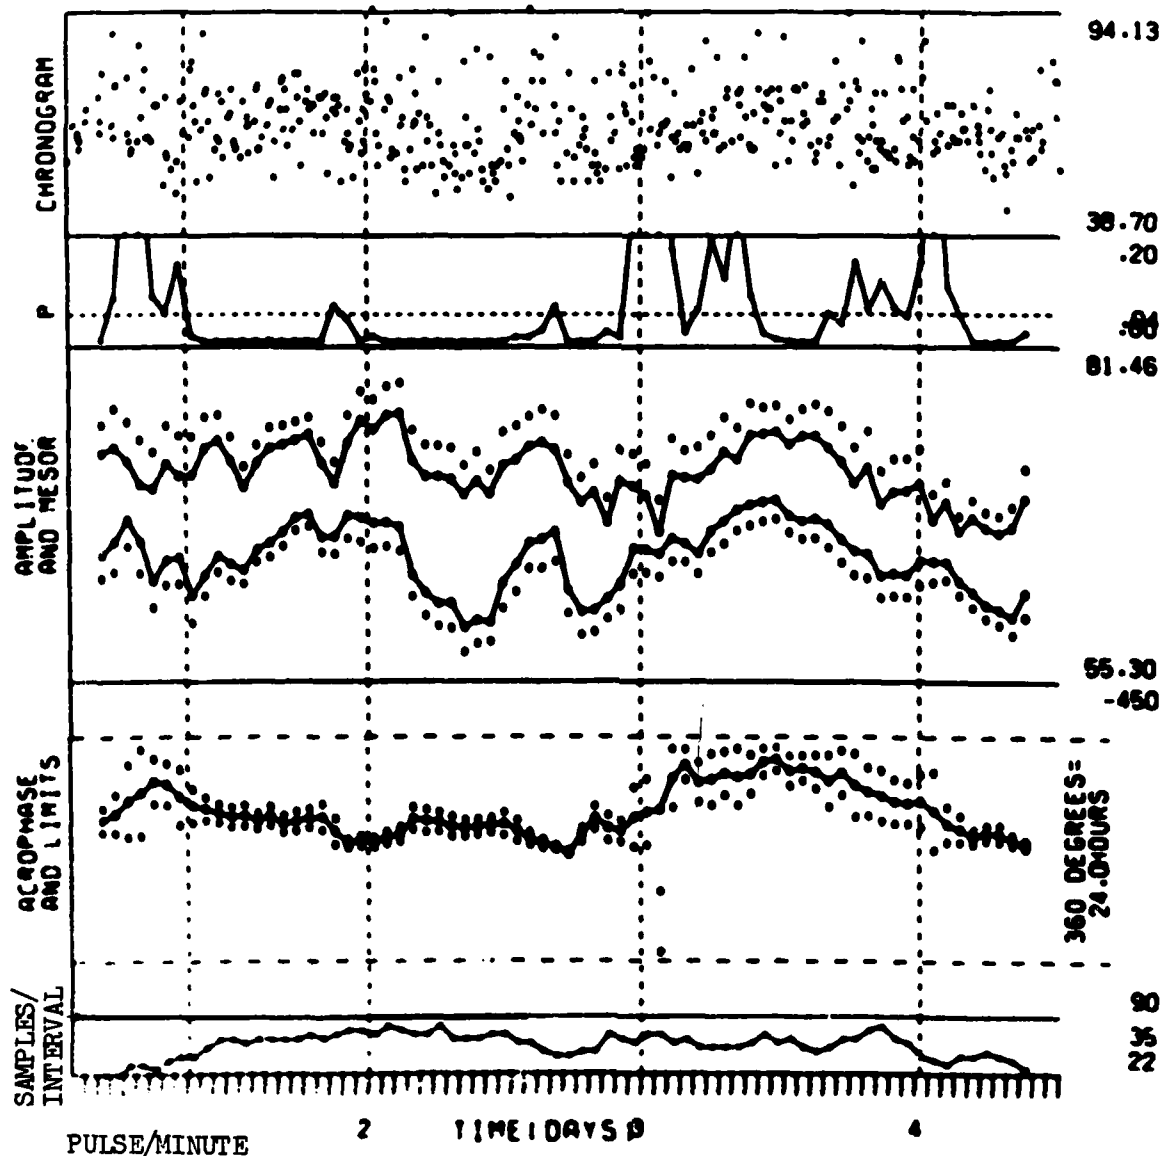 CHRONOGRAM
94.13
38.70
P
.20
AMPLITUDE
AND MESOR
81.46
55.30
ACROPHASE
AND LIMITS
-450
360 DEGREES=
24.0HOURS
SAMPLES/
INTERVAL
90
22
2
TIME(DAYS)
4
PULSE/MINUTE